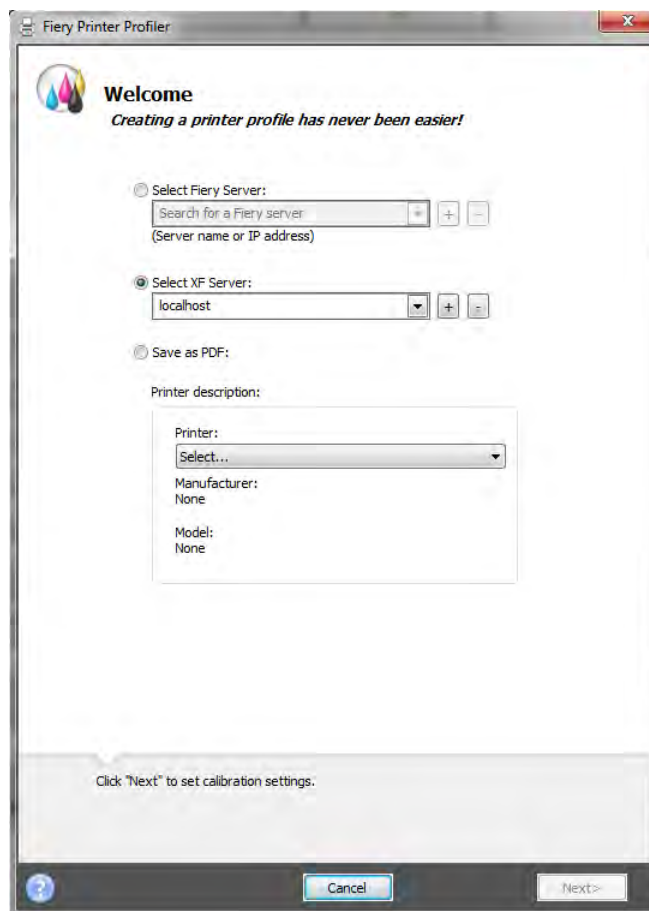 Fiery Printer Profiler
Welcome
Creating a printer profile has never been easier!
Select Fiery Server:
Search for a Fiery server
+ -
(Server name or IP address)
Select XF Server:
localhost
+ -
Save as PDF:
Printer description:
Printer:
Select...
Manufacturer:
None
Model:
None
Click "Next" to set calibration settings.
? Cancel Next>